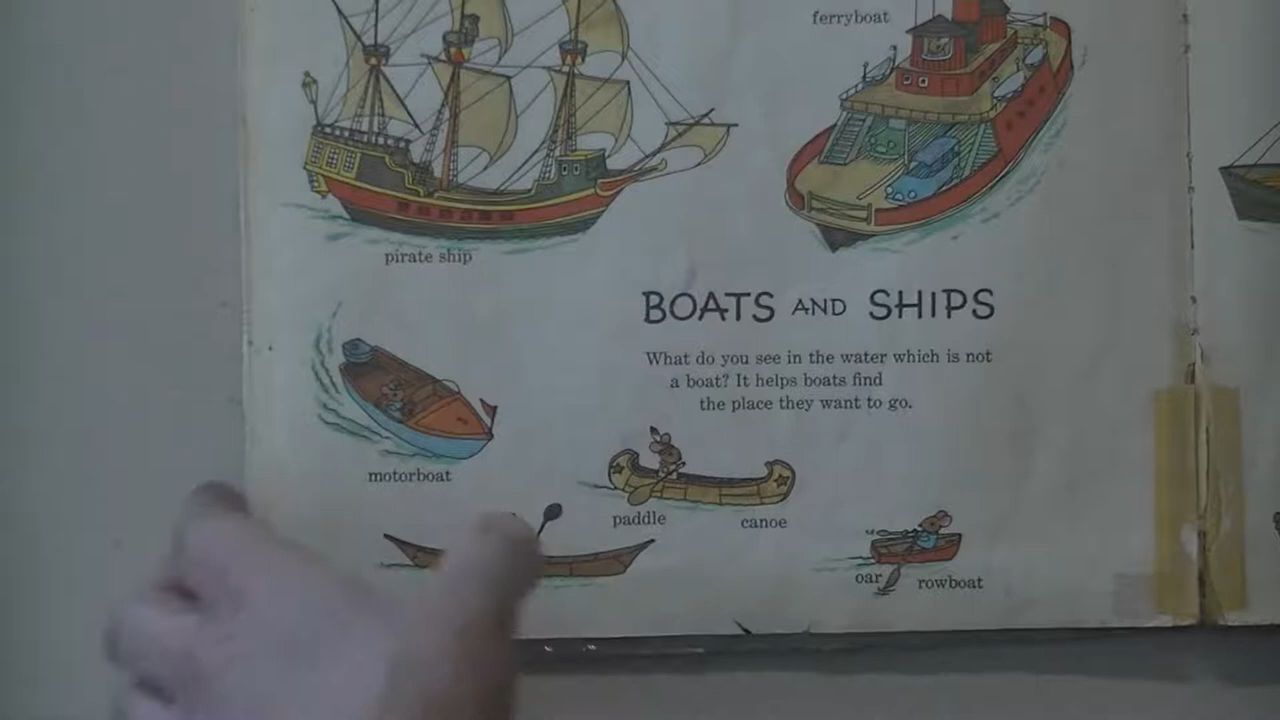 ferryboat
pirate ship
BOATS AND SHIPS
What do you see in the water which is not
a boat? It helps boats find
the place they want to go.
motorboat
paddle
canoe
oar
rowboat